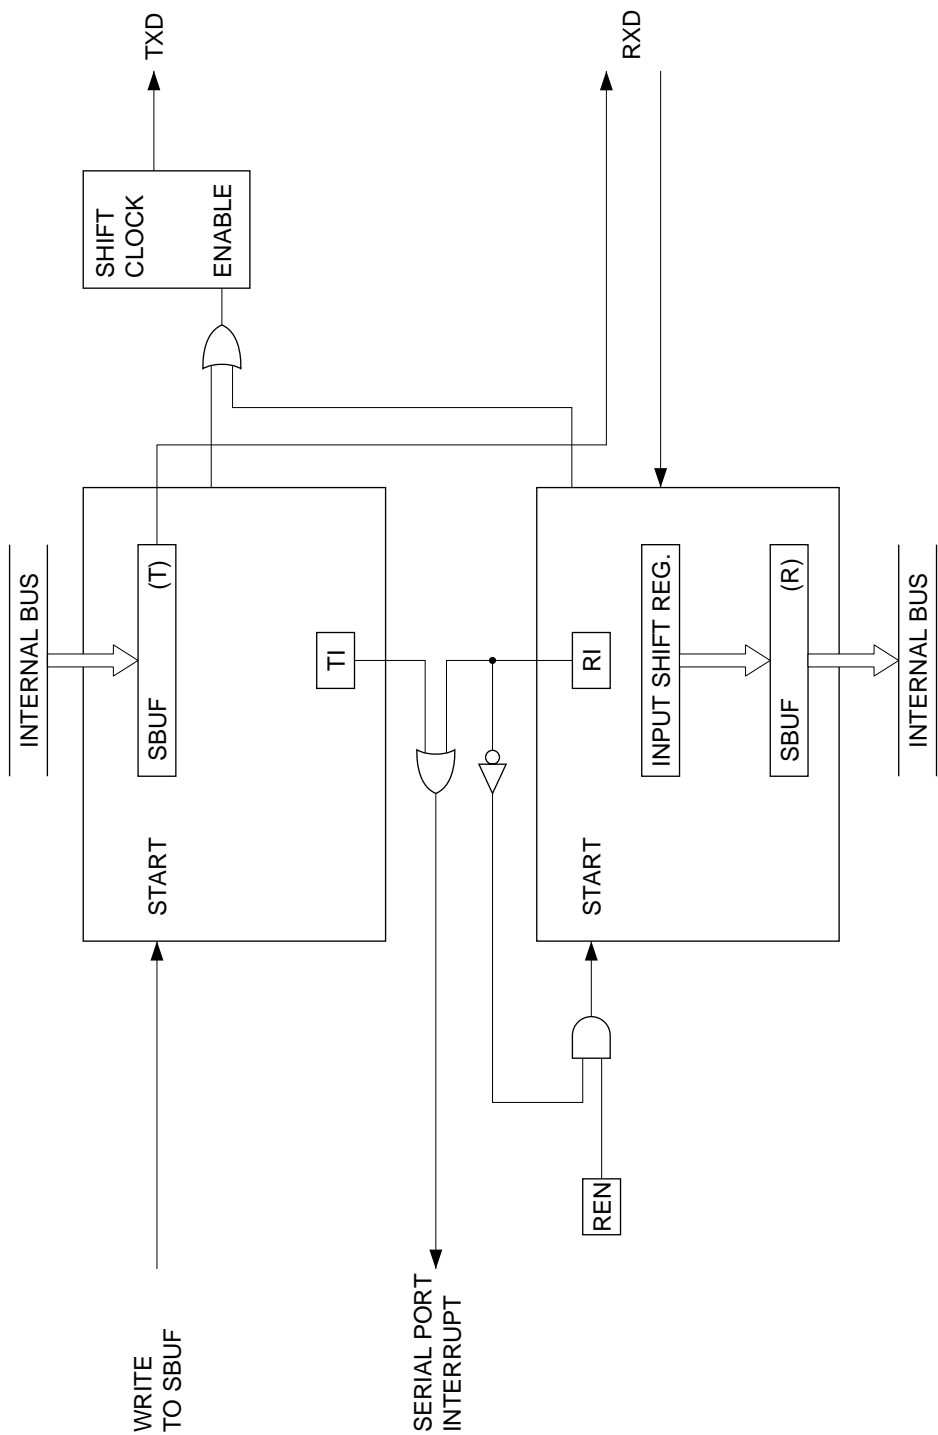 INTERNAL BUS
WRITE
TO SBUF
START
SBUF (T)
SHIFT
CLOCK
ENABLE
TXD
TI
SERIAL PORT
INTERRUPT
REN
START
RI
INPUT SHIFT REG.
SBUF (R)
RXD
INTERNAL BUS